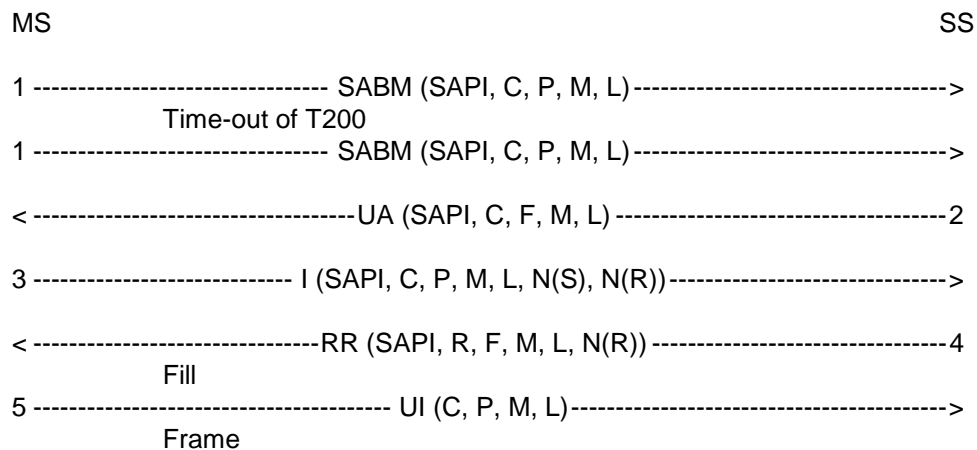 MS SS
1 --------------------------------- SABM (SAPI, C, P, M, L)------------------------------------>
Time-out of T200
1 --------------------------------- SABM (SAPI, C, P, M, L)------------------------------------>
< ------------------------------------UA (SAPI, C, F, M, L) -------------------------------------2
3 ----------------------------- I (SAPI, C, P, M, L, N(S), N(R))------------------------------->
< --------------------------------RR (SAPI, R, F, M, L, N(R)) ---------------------------------4
Fill
5 ---------------------------------------- UI (C, P, M, L)------------------------------------------>
Frame